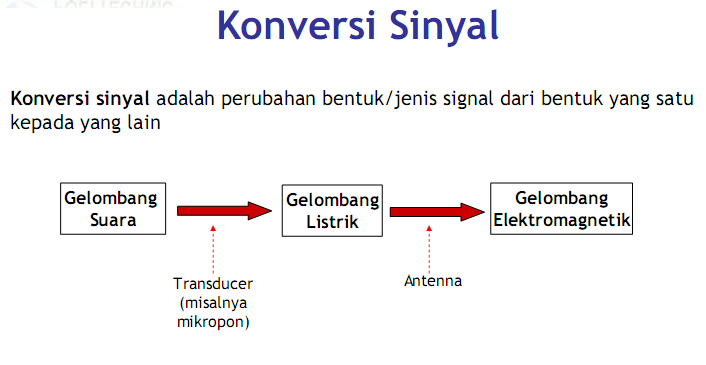 Konversi Sinyal
Konversi sinyal adalah perubahan bentuk/jenis signal dari bentuk yang satu
kepada yang lain
Gelombang
Suara
Gelombang
Listrik
Gelombang
Elektromagnetik
Transducer
(misalnya
mikropon)
Antenna